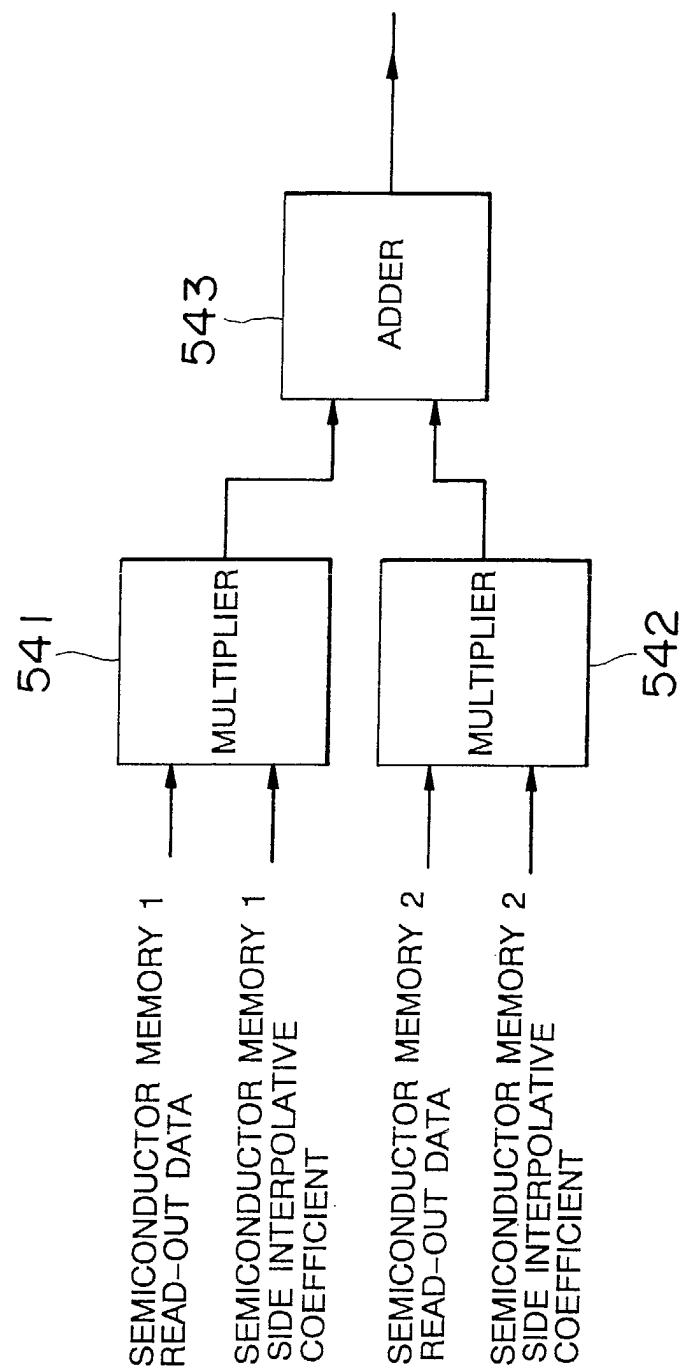 541
543
542
MULTIPLIER
MULTIPLIER
ADDER
SEMICONDUCTOR MEMORY 1
READ-OUT DATA
SEMICONDUCTOR MEMORY 1
SIDE INTERPOLATIVE
COEFFICIENT
SEMICONDUCTOR MEMORY 2
READ-OUT DATA
SEMICONDUCTOR MEMORY 2
SIDE INTERPOLATIVE
COEFFICIENT